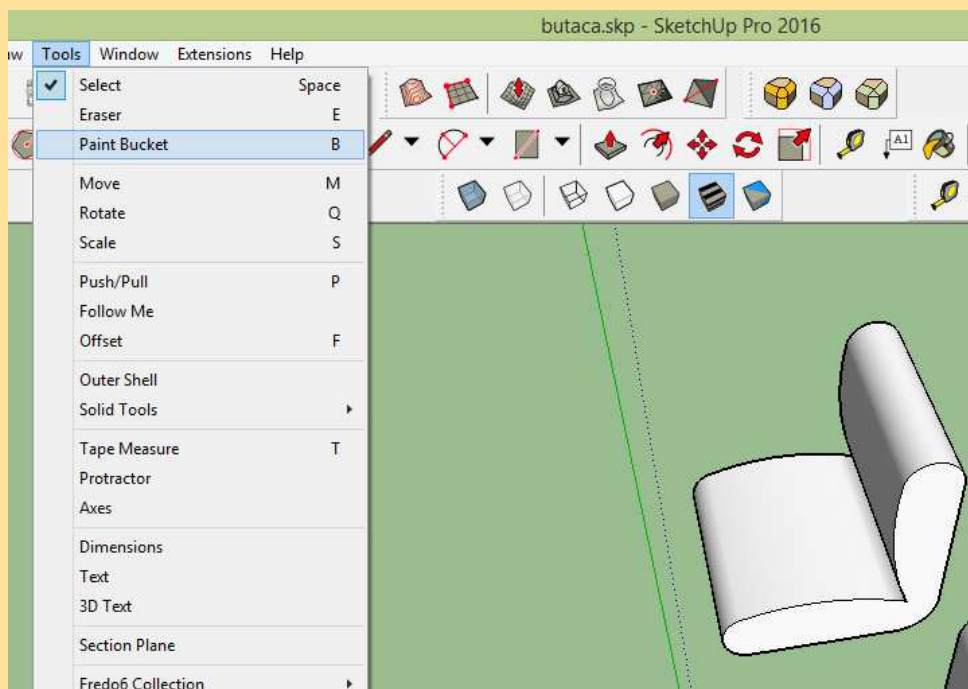 butaca.skp - SketchUp Pro 2016
Tools Window Extensions Help
Select Space
Eraser E
Paint Bucket B
Move M
Rotate Q
Scale S
Push/Pull P
Follow Me
Offset F
Outer Shell
Solid Tools
Tape Measure T
Protractor
Axes
Dimensions
Text
3D Text
Section Plane
Fredo6 Collection
A1